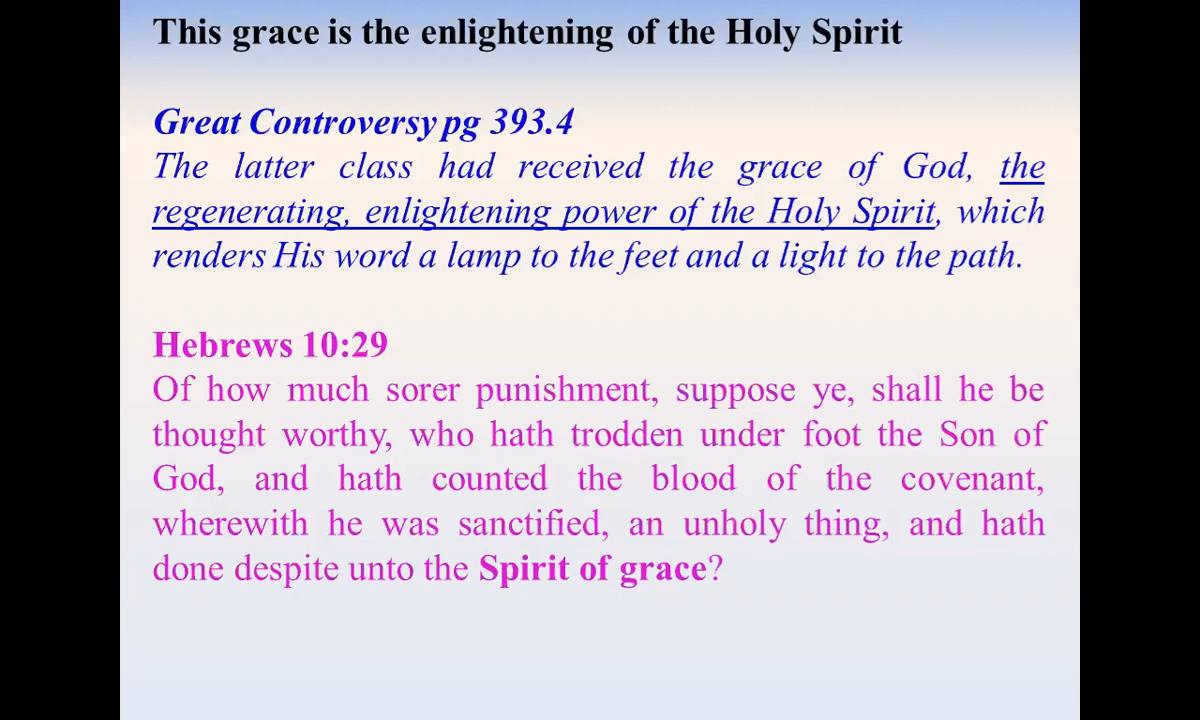 This grace is the enlightening of the Holy Spirit
Great Controversy pg 393.4
The latter class had received the grace of God, the
regenerating, enlightening power of the Holy Spirit, which
renders His word a lamp to the feet and a light to the path.
Hebrews 10:29
Of how much sorer punishment, suppose ye, shall he be
thought worthy, who hath trodden under foot the Son of
God, and hath counted the blood of the covenant,
wherewith he was sanctified, an unholy thing, and hath
done despite unto the Spirit of grace?